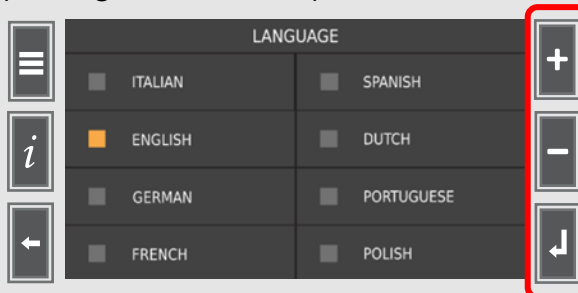 LANGUAGE
ITALIAN
SPANISH
ENGLISH
DUTCH
GERMAN
PORTUGUESE
FRENCH
POLISH
i
+
-